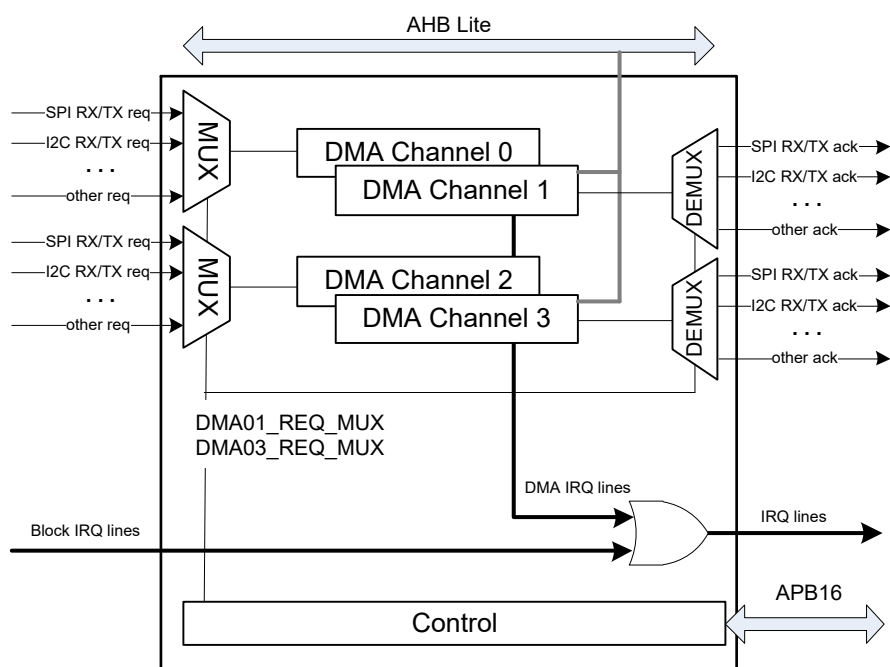 AHB Lite
SPI RX/TX req
I2C RX/TX req
. . .
other req
MUX
DMA Channel 0
DMA Channel 1
DEMUX
SPI RX/TX ack
I2C RX/TX ack
. . .
other ack
SPI RX/TX req
I2C RX/TX req
. . .
other req
MUX
DMA Channel 2
DMA Channel 3
DEMUX
SPI RX/TX ack
I2C RX/TX ack
. . .
other ack
DMA01_REQ_MUX
DMA03_REQ_MUX
DMA IRQ lines
Block IRQ lines
IRQ lines
APB16
Control